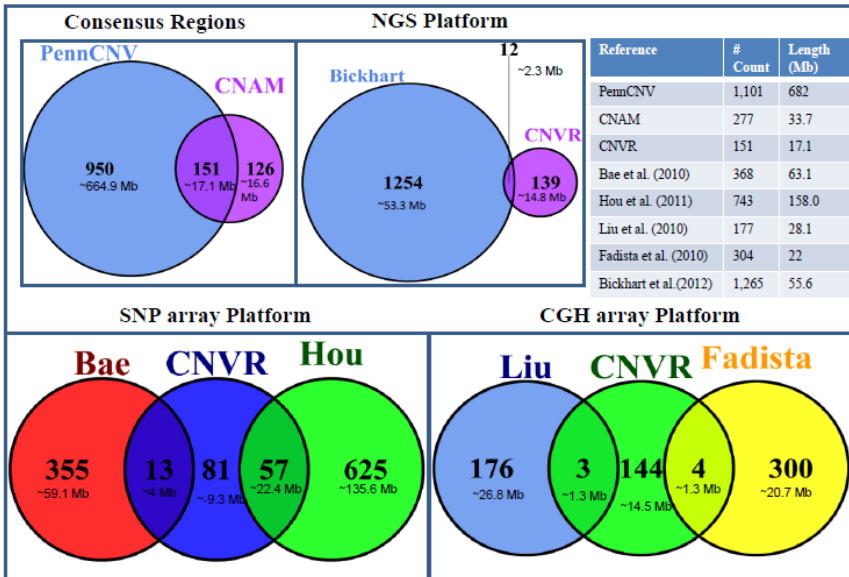 Consensus Regions
NGS Platform
PennCNV
CNAM
950
~664.9 Mb
151
~17.1 Mb
126
~16.6
Mb
12
~2.3 Mb
Bickhart
CNVR
1254
~53.3 Mb
139
~14.8 Mb
Reference # Count Length (Mb)
PennCNV 1,101 682
CNAM 277 33.7
CNVR 151 17.1
Bae et al. (2010) 368 63.1
Hou et al. (2011) 743 158.0
Liu et al. (2010) 177 28.1
Fadista et al. (2010) 304 22
Bickhart et al.(2012) 1,265 55.6
SNP array Platform
Bae CNVR Hou
355 13 81 57 625
~59.1 Mb ~4 Mb ~-9.3 Mb ~22.4 Mb ~135.6 Mb
CGH array Platform
Liu CNVR Fadista
176 3 144 4 300
~26.8 Mb ~1.3 Mb ~14.5 Mb ~1.3 Mb ~20.7 Mb